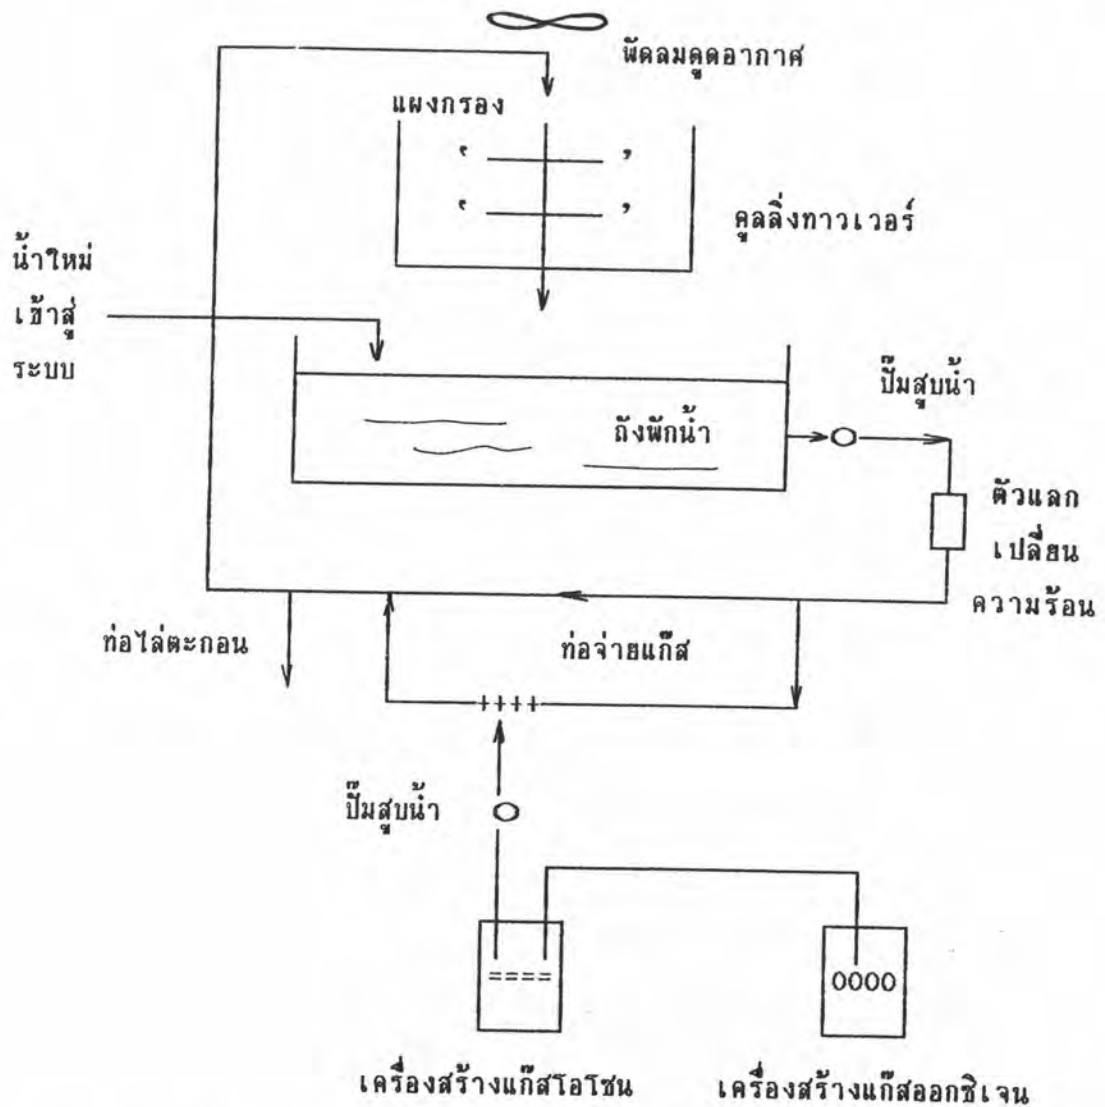 พัดลมดูดอากาศ
แผงกรอง
คูลลิ่งทาวเวอร์
น้ำใหม่
เข้าสู่
ระบบ
ปั๊มสูบน้ำ
ถังพักน้ำ
ตัวแลก
เปลี่ยน
ความร้อน
ท่อไล่ตะกอน
ท่อจ่ายแก๊ส
ปั๊มสูบน้ำ
====
OOOO
เครื่องสร้างแก๊สโอโซน
เครื่องสร้างแก๊สออกซิเจน